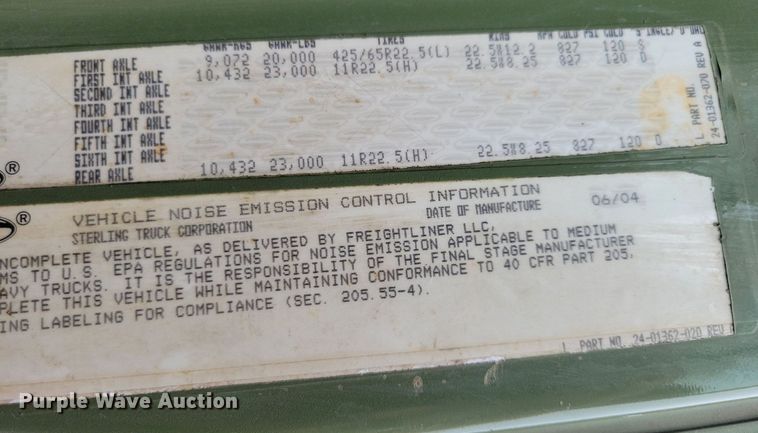 GAWR-KGS GAWR-LBS TIRES RIMS KPA COLD PSI COLD S INGLE/D UAL
FRONT AXLE 9,072 20,000 425/65R22.5(L) 22.5X12.2 827 120 S
FIRST INT AXLE 10,432 23,000 11R22.5(H) 22.5X8.25 827 120 D
SECOND INT AXLE
THIRD INT AXLE
FOURTH INT AXLE
FIFTH INT AXLE
SIXTH INT AXLE
REAR AXLE 10,432 23,000 11R22.5(H) 22.5X8.25 827 120 D
L PART NO.
24-01362-070 REV A
®
® VEHICLE NOISE EMISSION CONTROL INFORMATION
STERLING TRUCK CORPORATION DATE OF MANUFACTURE 06/04
NCOMPLETE VEHICLE, AS DELIVERED BY FREIGHTLINER LLC,
MS TO U.S. EPA REGULATIONS FOR NOISE EMISSION APPLICABLE TO MEDIUM
AVY TRUCKS. IT IS THE RESPONSIBILITY OF THE FINAL STAGE MANUFACTURER
PLETE THIS VEHICLE WHILE MAINTAINING CONFORMANCE TO 40 CFR PART 205,
ING LABELING FOR COMPLIANCE (SEC. 205.55-4).
L PART NO. 24-01362-020 REV A
Purple Wave Auction